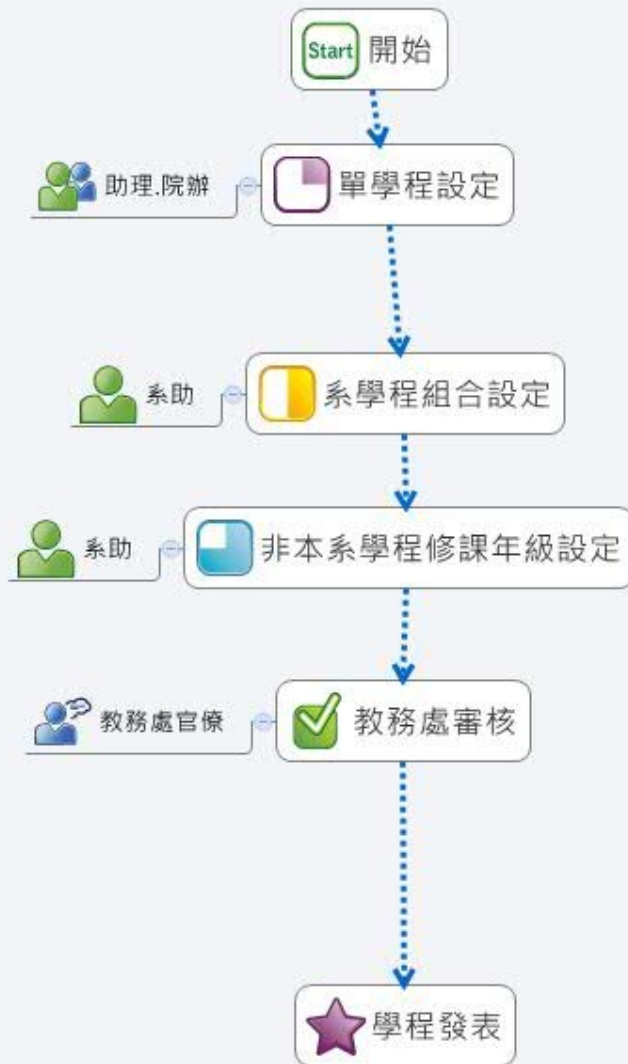 Start 開始
助理.院辦
單學程設定
系助
系學程組合設定
系助
非本系學程修課年級設定
教務處官僚
教務處審核
學程發表